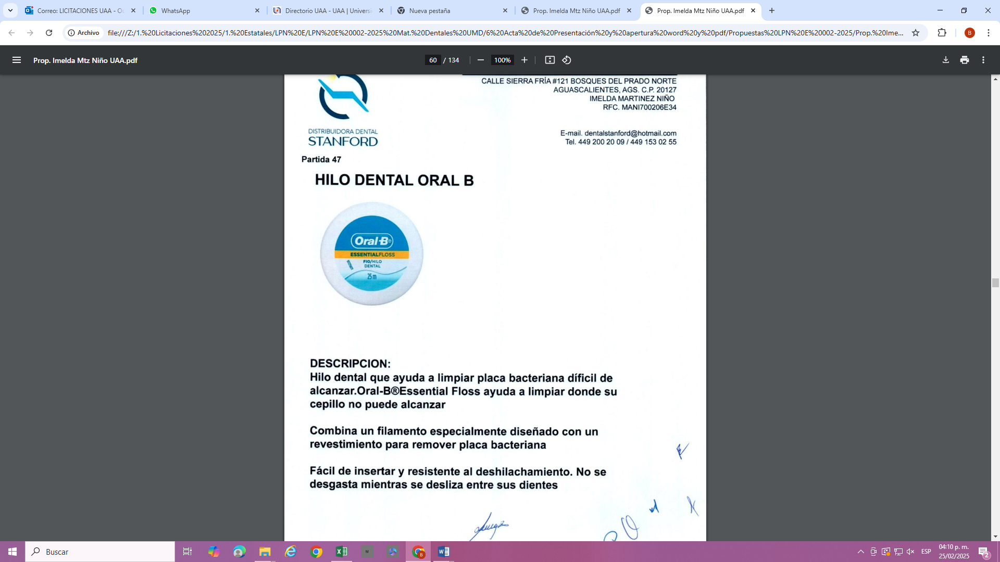 Correo: LICITACIONES UAA - Ou
WhatsApp
Directorio UAA - UAA | Universi
Nueva pestaña
Prop. Imelda Mtz Niño UAA.pdf
Prop. Imelda Mtz Niño UAA.pdf
Archivo
file:///Z:/1.%20Licitaciones%202025/1.%20Estatales/LPN%20E/LPN%20E%20002-2025%20Mat.%20Dentales%20UMD/6%20Acta%20de%20Presentación%20y%20apertura%20word%20y%20pdf/Propuestas%20LPN%20E%20002-2025/Prop.%20Ime...
B
Prop. Imelda Mtz Niño UAA.pdf
60 / 134
100%
CALLE SIERRA FRÍA #121 BOSQUES DEL PRADO NORTE
AGUASCALIENTES, AGS. C.P. 20127
IMELDA MARTINEZ NIÑO
RFC. MANI700206E34
DISTRIBUIDORA DENTAL
STANFORD
E-mail. dentalstanford@hotmail.com
Tel. 449 200 20 09 / 449 153 02 55
Partida 47
HILO DENTAL ORAL B
Oral-B®
ESSENTIALFLOSS
FIO/HILO
DENTAL
25 m
DESCRIPCION:
Hilo dental que ayuda a limpiar placa bacteriana díficil de
alcanzar.Oral-B®Essential Floss ayuda a limpiar donde su
cepillo no puede alcanzar
Combina un filamento especialmente diseñado con un
revestimiento para remover placa bacteriana
Fácil de insertar y resistente al deshilachamiento. No se
desgasta mientras se desliza entre sus dientes
Buscar
M
B
ESP
04:10 p. m.
25/02/2025
2